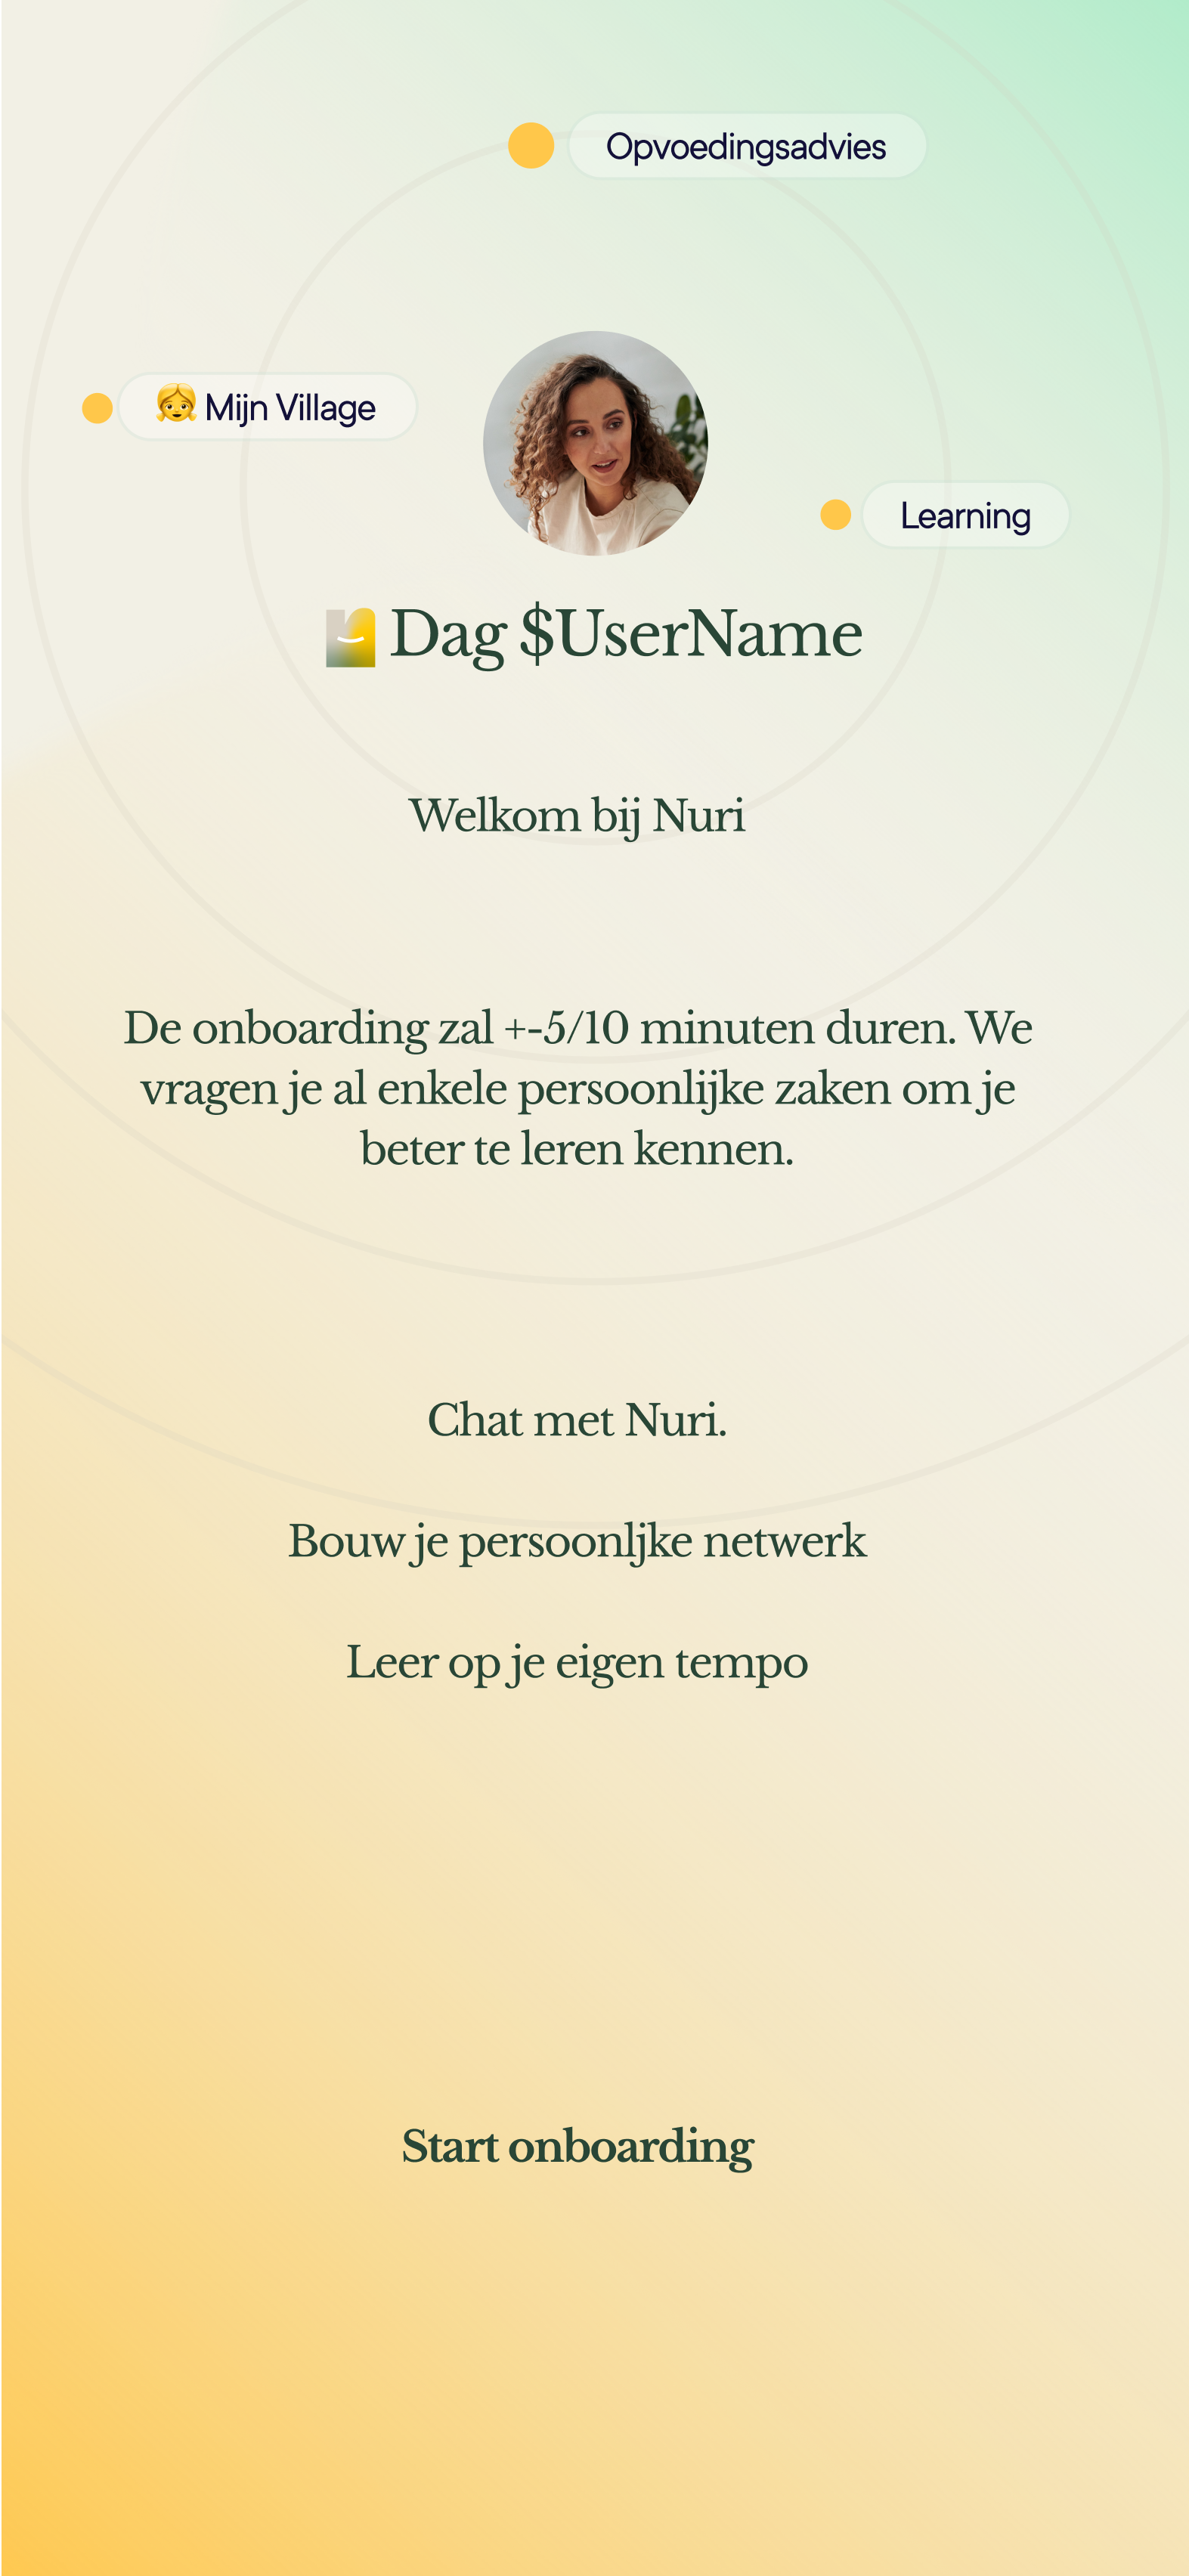 Opvoedingsadvies
👧 Mijn Village
Learning
Dag $UserName
Welkom bij Nuri
De onboarding zal +-5/10 minuten duren. We
vragen je al enkele persoonlijke zaken om je
beter te leren kennen.
Chat met Nuri.
Bouw je persoonljke netwerk
Leer op je eigen tempo
Start onboarding